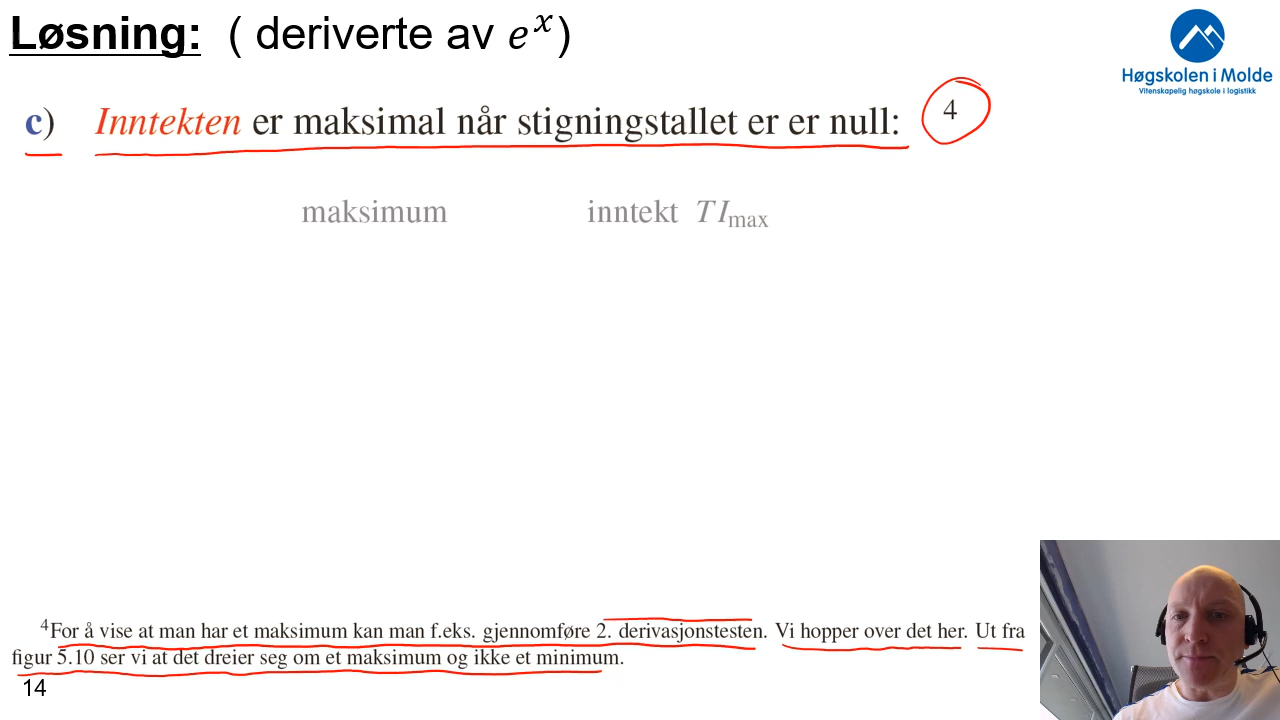 Løsning: ( deriverte av eˣ)
Høgskolen i Molde
Vitenskapelig høgskole i logistikk
c) Inntekten er maksimal når stigningstallet er er null: 4
maksimum inntekt TI_max
⁴For å vise at man har et maksimum kan man f.eks. gjennomføre 2. derivasjonstesten. Vi hopper over det her. Ut fra
figur 5.10 ser vi at det dreier seg om et maksimum og ikke et minimum.
14